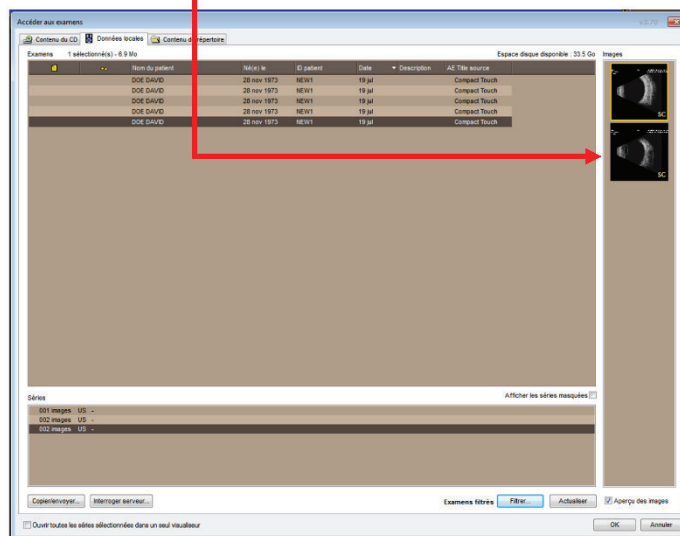 Accéder aux examens
v 2.70
Contenu du CD Données locales Contenu du répertoire
Examens 1 sélectionné(s) - 6.9 Mo Espace disque disponible : 33.5 Go Images
Nom du patient Né(e) le ID patient Date Description AE Title source
DOE DAVID 28 nov 1973 NEW1 19 jul Compact Touch
DOE DAVID 28 nov 1973 NEW1 19 jul Compact Touch
DOE DAVID 28 nov 1973 NEW1 19 jul Compact Touch
DOE DAVID 28 nov 1973 NEW1 19 jul Compact Touch
DOE DAVID 28 nov 1973 NEW1 19 jul Compact Touch
SC
SC
Séries Afficher les séries masquées
001 images US -
002 images US -
002 images US -
Copier/envoyer... Interroger serveur... Examens filtrés Filtrer... Actualiser Aperçu des images
Ouvrir toutes les séries sélectionnées dans un seul visualiseur OK Annuler